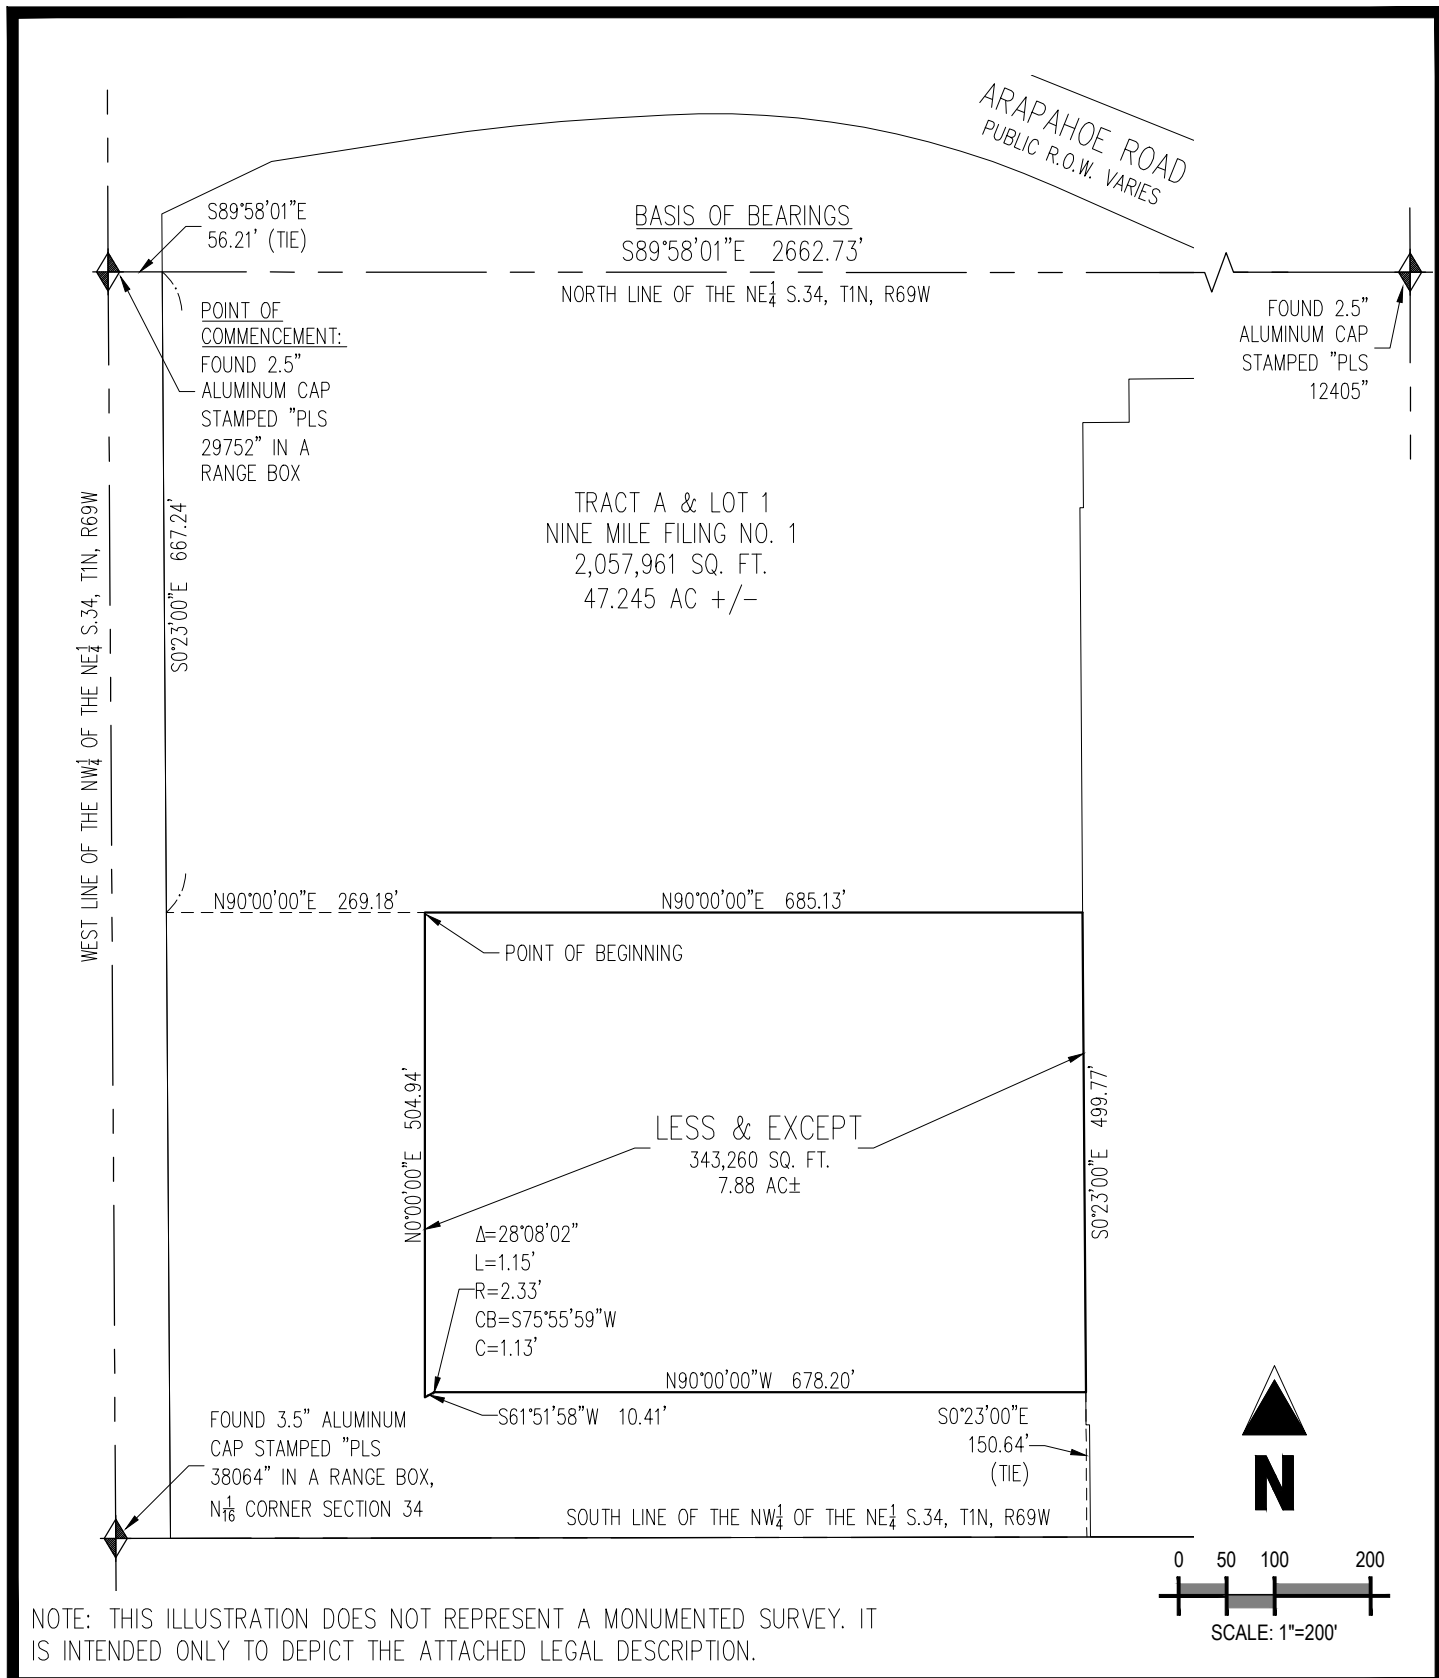 ARAPAHOE ROAD
PUBLIC R.O.W. VARIES
S89°58'01"E
56.21' (TIE)
BASIS OF BEARINGS
S89°58'01"E 2662.73'
NORTH LINE OF THE NE1/4 S.34, T1N, R69W
POINT OF
COMMENCEMENT:
FOUND 2.5"
ALUMINUM CAP
STAMPED "PLS
29752" IN A
RANGE BOX
FOUND 2.5"
ALUMINUM CAP
STAMPED "PLS
12405"
WEST LINE OF THE NW1/4 OF THE NE1/4 S.34, T1N, R69W
S0°23'00"E 667.24'
TRACT A & LOT 1
NINE MILE FILING NO. 1
2,057,961 SQ. FT.
47.245 AC +/-
N90°00'00"E 269.18'
N90°00'00"E 685.13'
POINT OF BEGINNING
N0°00'00"E 504.94'
LESS & EXCEPT
343,260 SQ. FT.
7.88 AC±
S0°23'00"E 499.77'
Δ=28°08'02"
L=1.15'
R=2.33'
CB=S75°55'59"W
C=1.13'
N90°00'00"W 678.20'
S61°51'58"W 10.41'
S0°23'00"E
150.64'
(TIE)
FOUND 3.5" ALUMINUM
CAP STAMPED "PLS
38064" IN A RANGE BOX,
N1/16 CORNER SECTION 34
SOUTH LINE OF THE NW1/4 OF THE NE1/4 S.34, T1N, R69W
N
0 50 100 200
SCALE: 1"=200'
NOTE: THIS ILLUSTRATION DOES NOT REPRESENT A MONUMENTED SURVEY. IT
IS INTENDED ONLY TO DEPICT THE ATTACHED LEGAL DESCRIPTION.